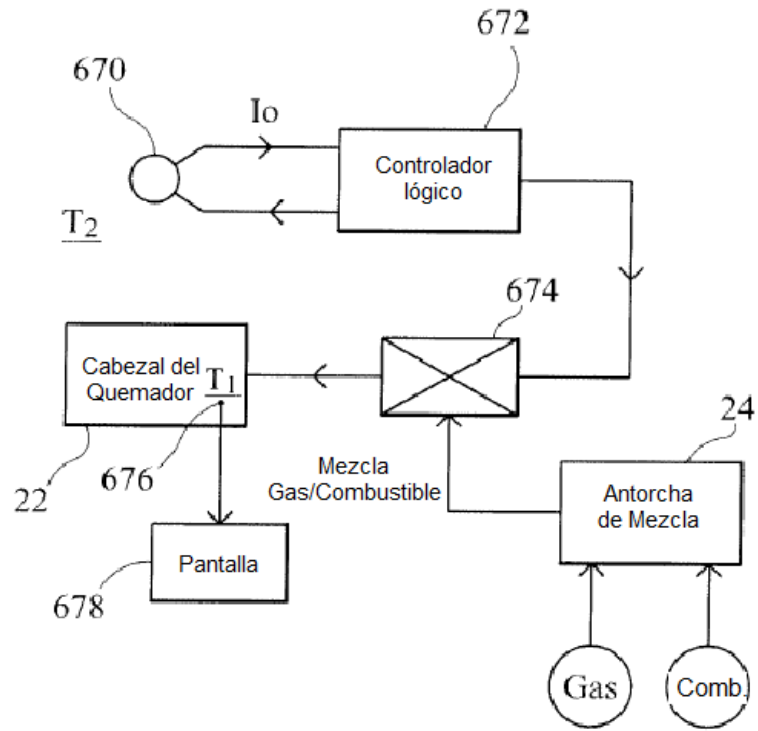 672
670
Io
Controlador
lógico
T2
674
Cabezal del
Quemador T1
24
22
676
Mezcla
Gas/Combustible
Antorcha
de Mezcla
Pantalla
678
Gas
Comb.